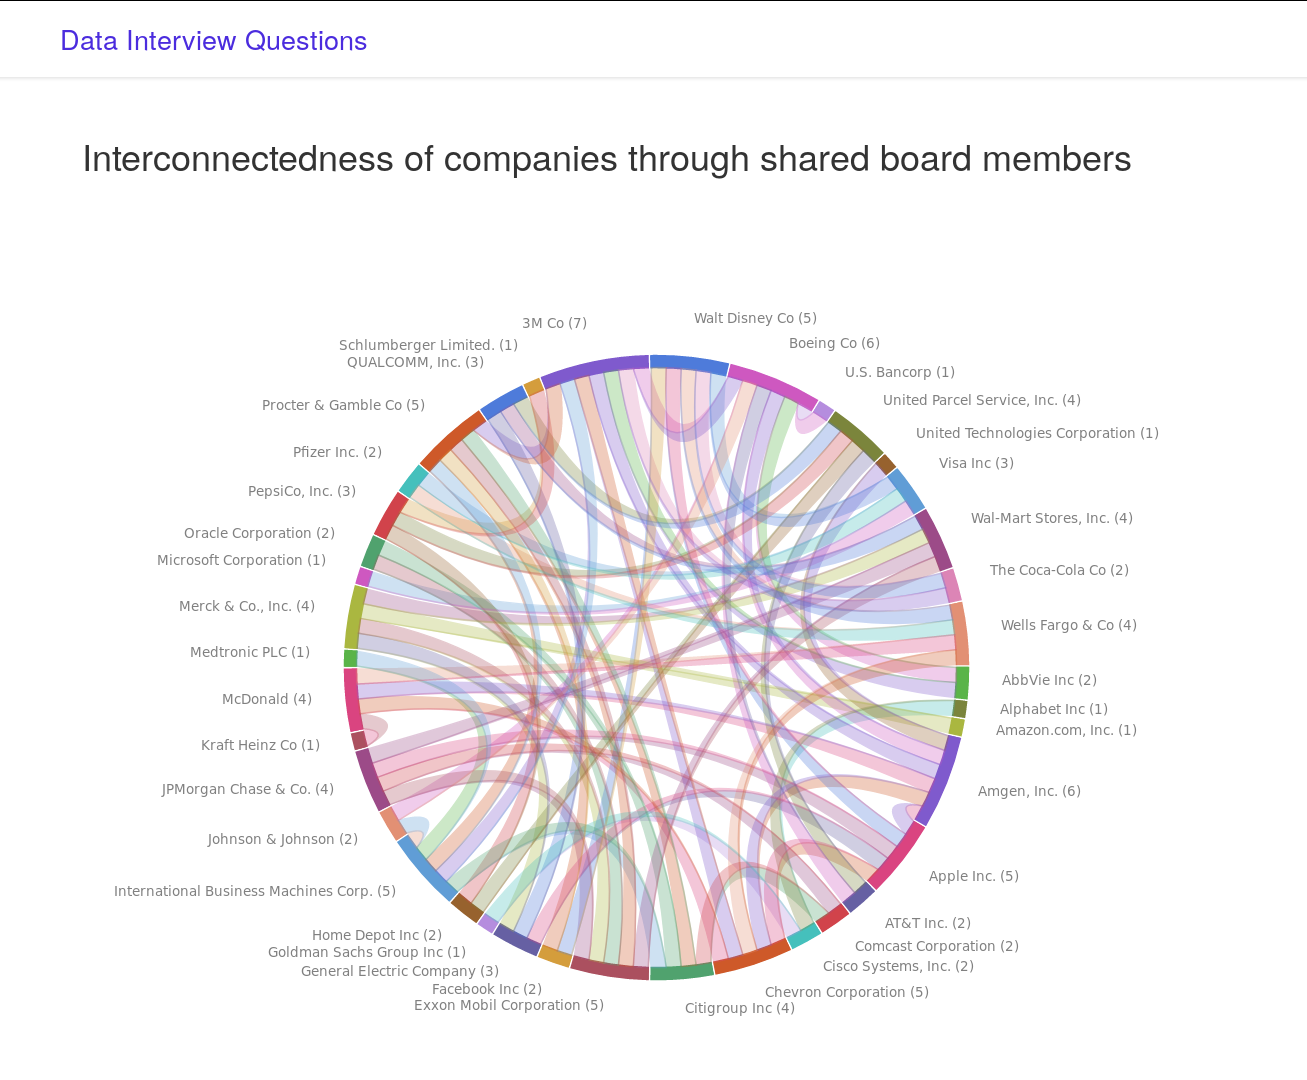 Data Interview Questions
Interconnectedness of companies through shared board members
3M Co (7)
Walt Disney Co (5)
Schlumberger Limited. (1)
Boeing Co (6)
QUALCOMM, Inc. (3)
U.S. Bancorp (1)
Procter & Gamble Co (5)
United Parcel Service, Inc. (4)
United Technologies Corporation (1)
Pfizer Inc. (2)
Visa Inc (3)
PepsiCo, Inc. (3)
Wal-Mart Stores, Inc. (4)
Oracle Corporation (2)
Microsoft Corporation (1)
The Coca-Cola Co (2)
Merck & Co., Inc. (4)
Wells Fargo & Co (4)
Medtronic PLC (1)
AbbVie Inc (2)
McDonald (4)
Alphabet Inc (1)
Amazon.com, Inc. (1)
Kraft Heinz Co (1)
JPMorgan Chase & Co. (4)
Amgen, Inc. (6)
Johnson & Johnson (2)
Apple Inc. (5)
International Business Machines Corp. (5)
AT&T Inc. (2)
Home Depot Inc (2)
Comcast Corporation (2)
Goldman Sachs Group Inc (1)
Cisco Systems, Inc. (2)
General Electric Company (3)
Facebook Inc (2)
Chevron Corporation (5)
Exxon Mobil Corporation (5)
Citigroup Inc (4)